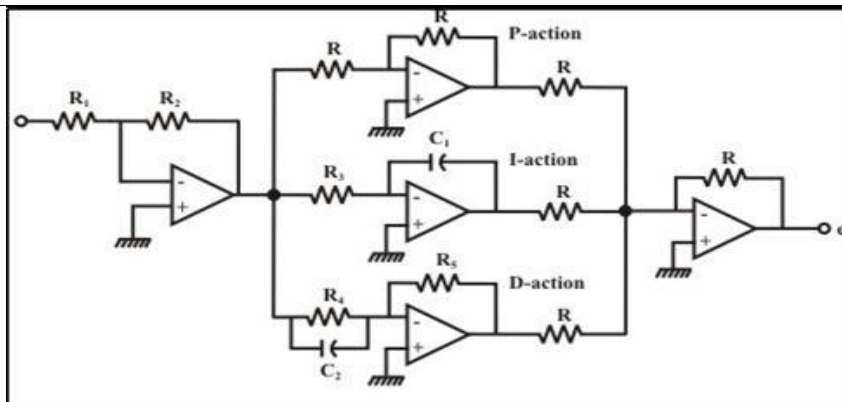 R
P-action
R
R
R₁
R₂
-
+
-
+
C₁
I-action
R₃
R
R
-
+
-
+
R₅
D-action
R₄
R
-
+
C₂